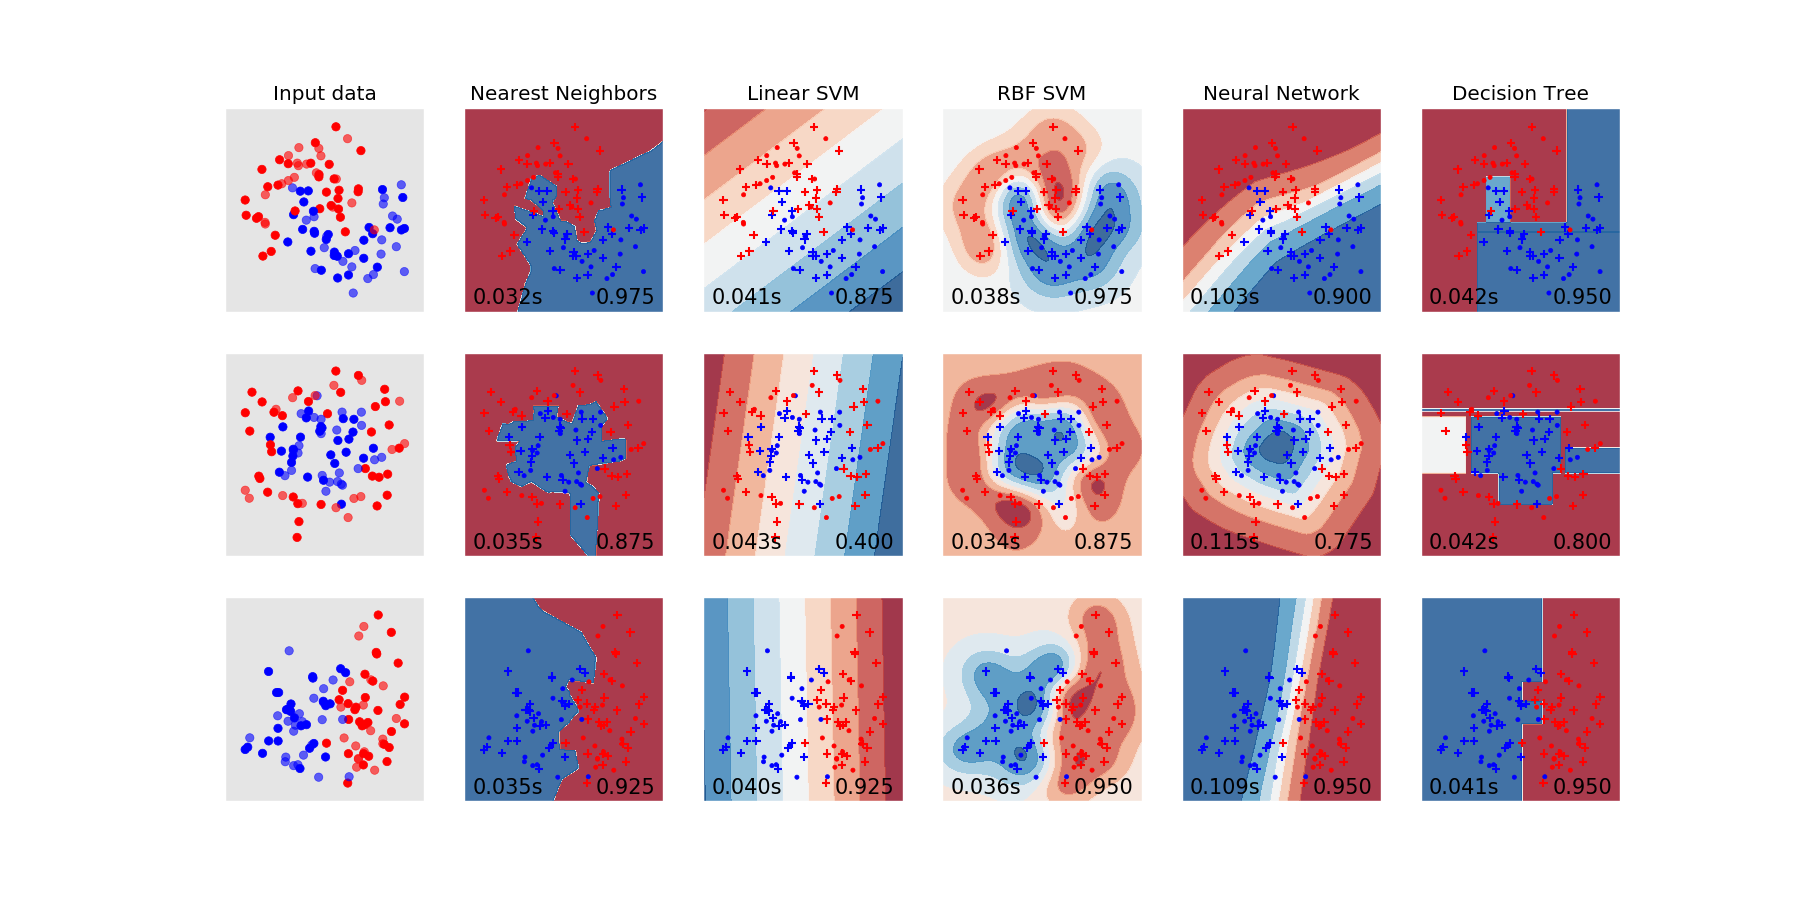 Input data Nearest Neighbors Linear SVM RBF SVM Neural Network Decision Tree
0.032s 0.975 0.041s 0.875 0.038s 0.975 0.103s 0.900 0.042s 0.950
0.035s 0.875 0.043s 0.400 0.034s 0.875 0.115s 0.775 0.042s 0.800
0.035s 0.925 0.040s 0.925 0.036s 0.950 0.109s 0.950 0.041s 0.950